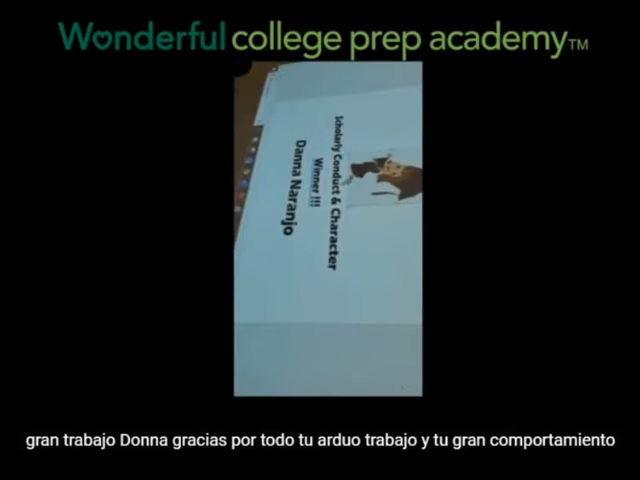 Wonderful college prep academy™
Scholarly Conduct & Character
Winner !!!
Danna Naranjo
gran trabajo Donna gracias por todo tu arduo trabajo y tu gran comportamiento